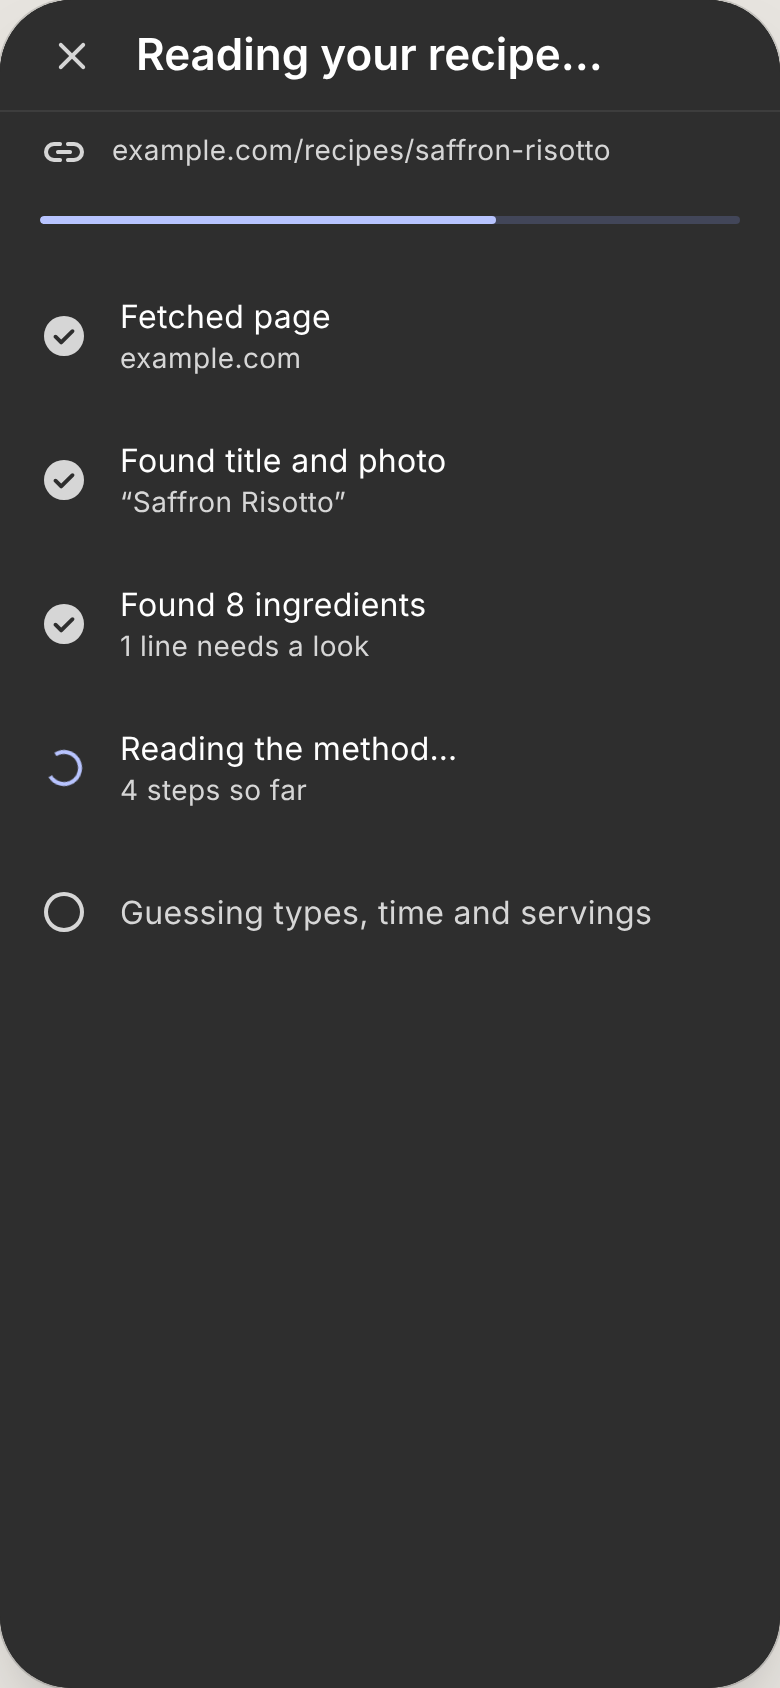 Reading your recipe...
example.com/recipes/saffron-risotto
Fetched page
example.com
Found title and photo
“Saffron Risotto”
Found 8 ingredients
1 line needs a look
Reading the method...
4 steps so far
Guessing types, time and servings